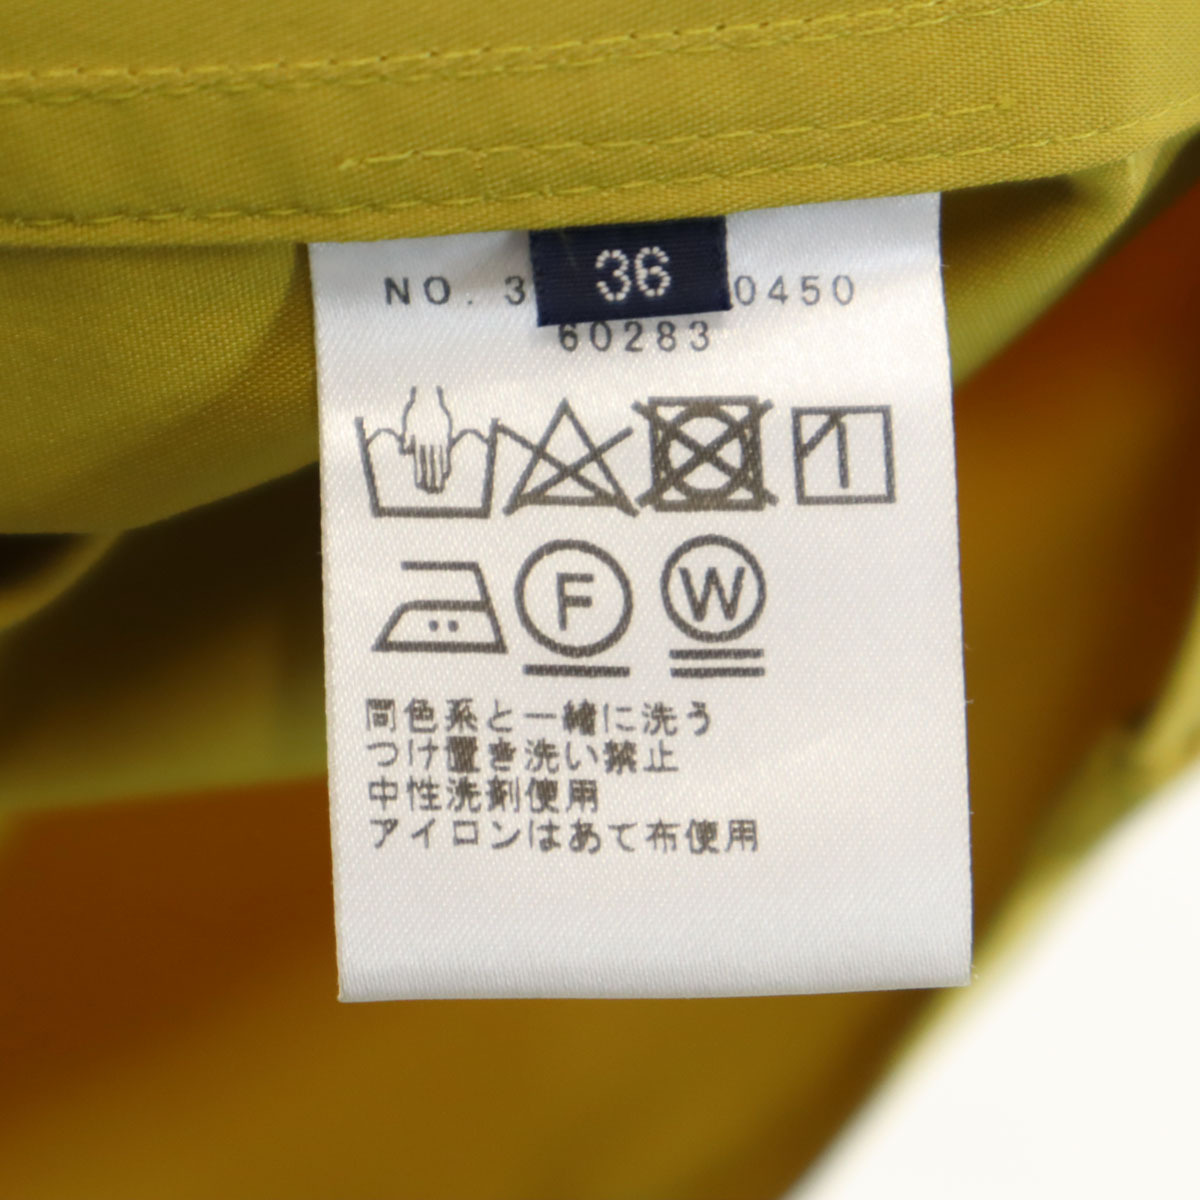 36
NO. 3 0450
60283
F
W
同色系と一緒に洗う
つけ置き洗い禁止
中性洗剤使用
アイロンはあて布使用